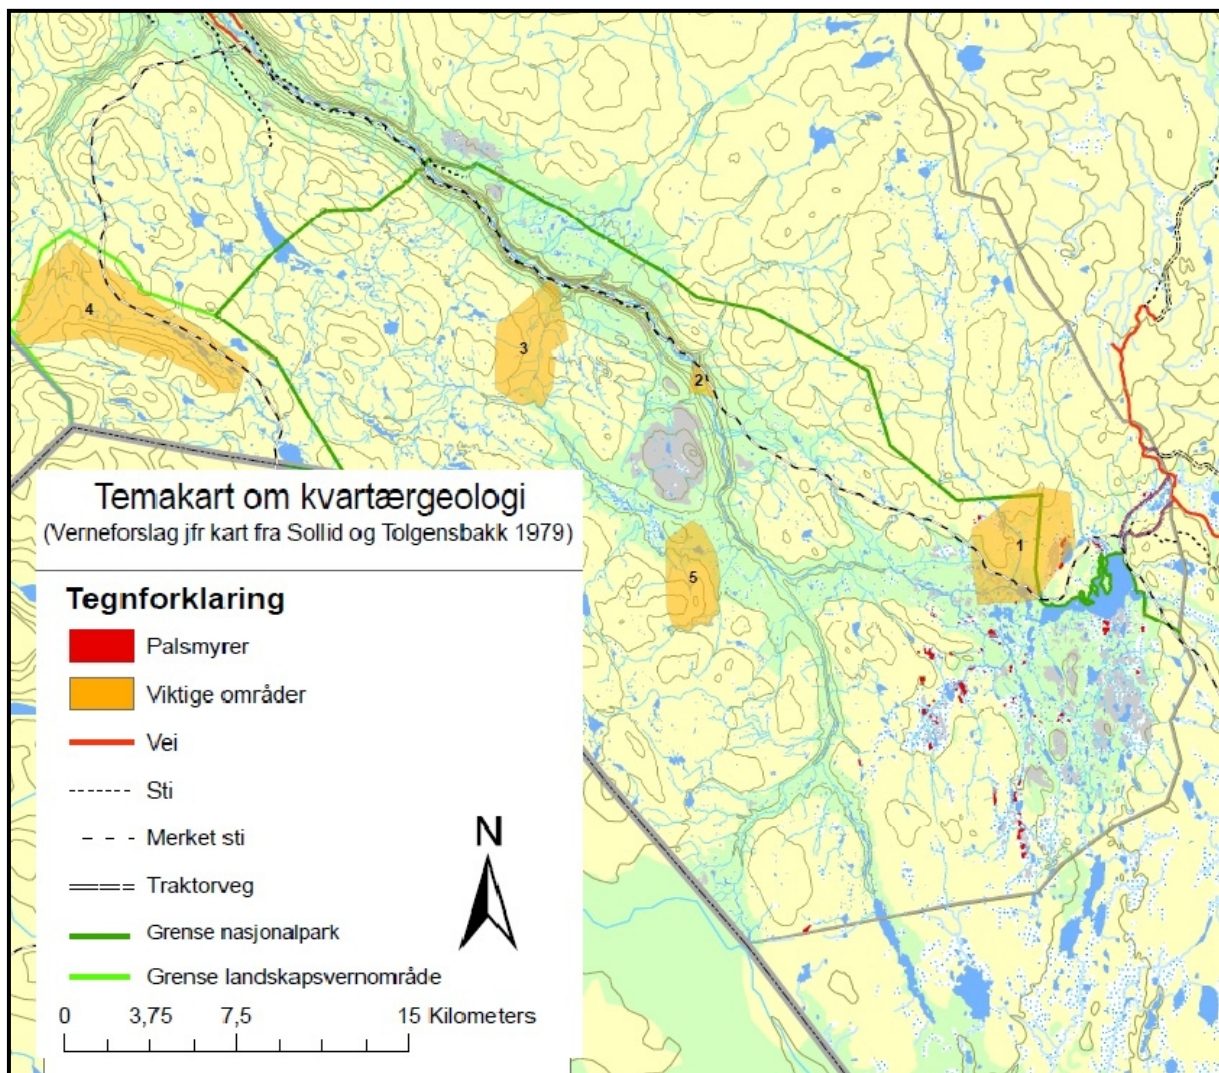 4
3
2
1
5
Temakart om kvartærgeologi
(Verneforslag jfr kart fra Sollid og Tolgensbakk 1979)
Tegnforklaring
Palsmyrer
Viktige områder
Vei
Sti
Merket sti
Traktorveg
Grense nasjonalpark
Grense landskapsvernområde
N
0 3,75 7,5 15 Kilometers